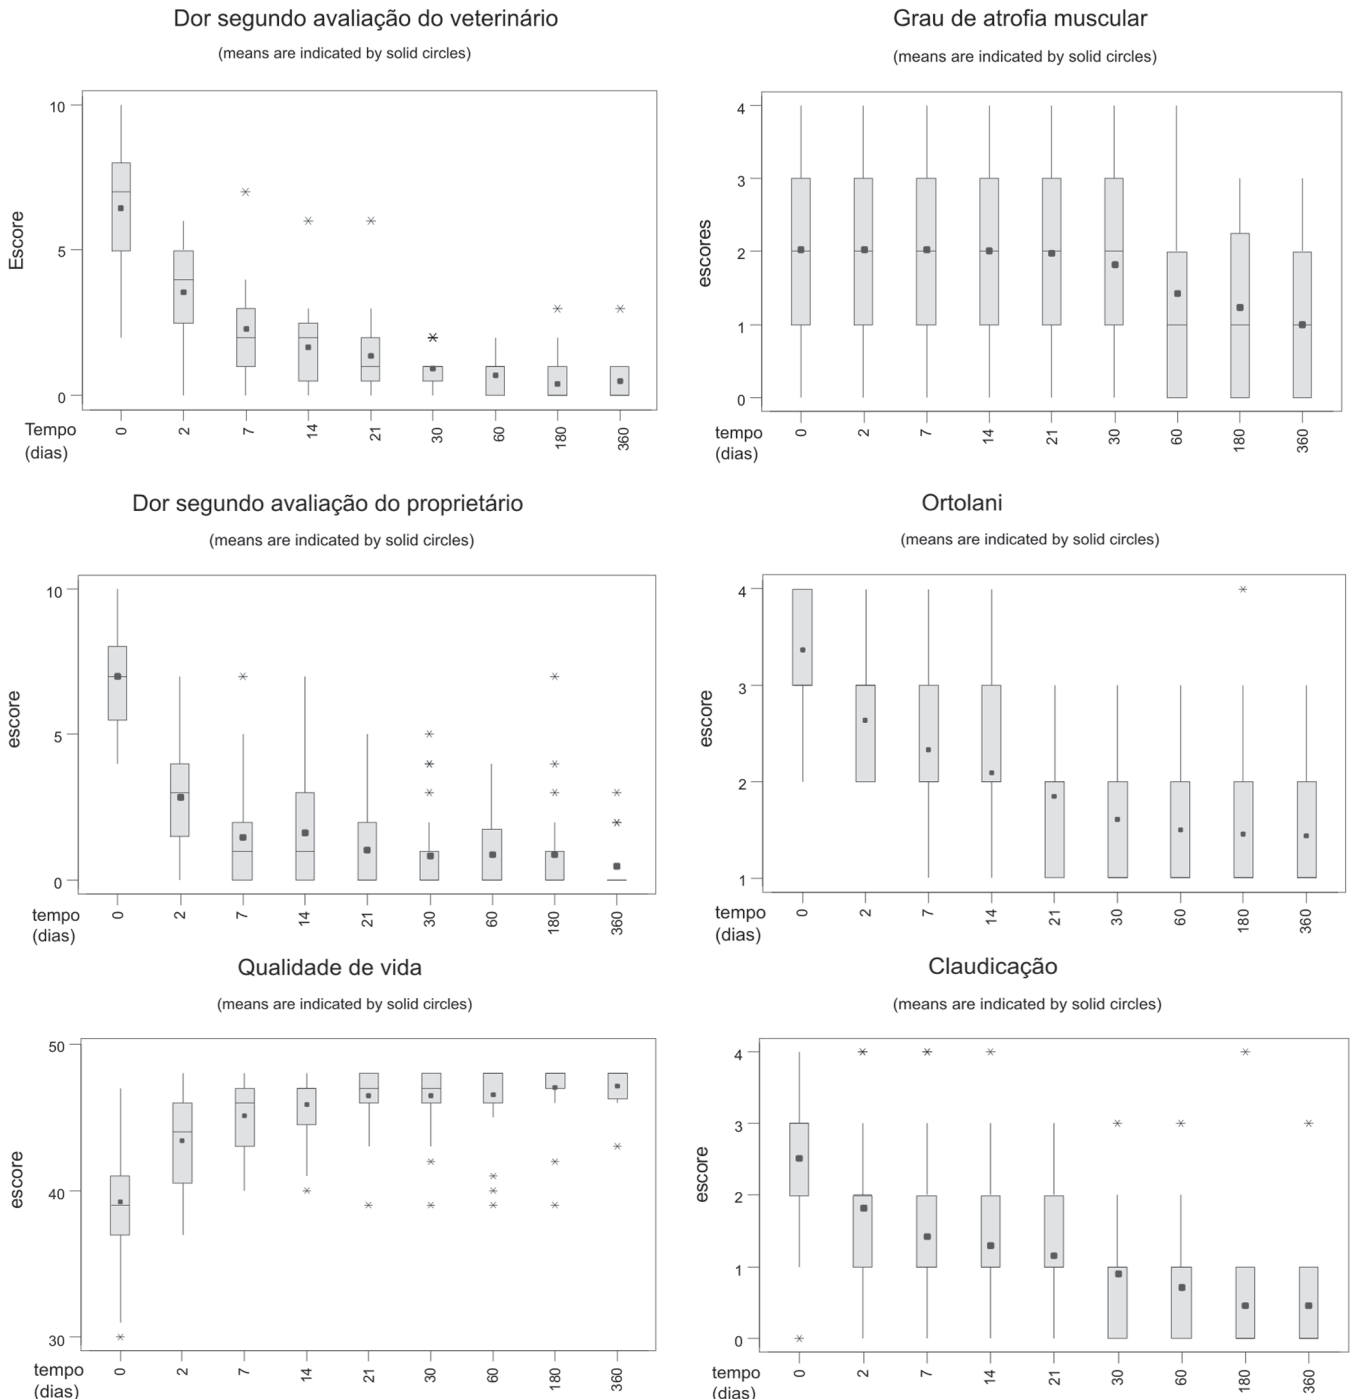 Dor segundo avaliação do veterinário
(means are indicated by solid circles)
10
5
0
Escore
Tempo
(dias)
0 2 7 14 21 30 60 180 360
Grau de atrofia muscular
(means are indicated by solid circles)
4
3
2
1
0
escores
tempo
(dias)
0 2 7 14 21 30 60 180 360
Dor segundo avaliação do proprietário
(means are indicated by solid circles)
10
5
0
escore
tempo
(dias)
0 2 7 14 21 30 60 180 360
Ortolani
(means are indicated by solid circles)
4
3
2
1
escore
tempo
(dias)
0 2 7 14 21 30 60 180 360
Qualidade de vida
(means are indicated by solid circles)
50
40
30
escore
tempo
(dias)
0 2 7 14 21 30 60 180 360
Claudicação
(means are indicated by solid circles)
4
3
2
1
0
escore
tempo
(dias)
0 2 7 14 21 30 60 180 360